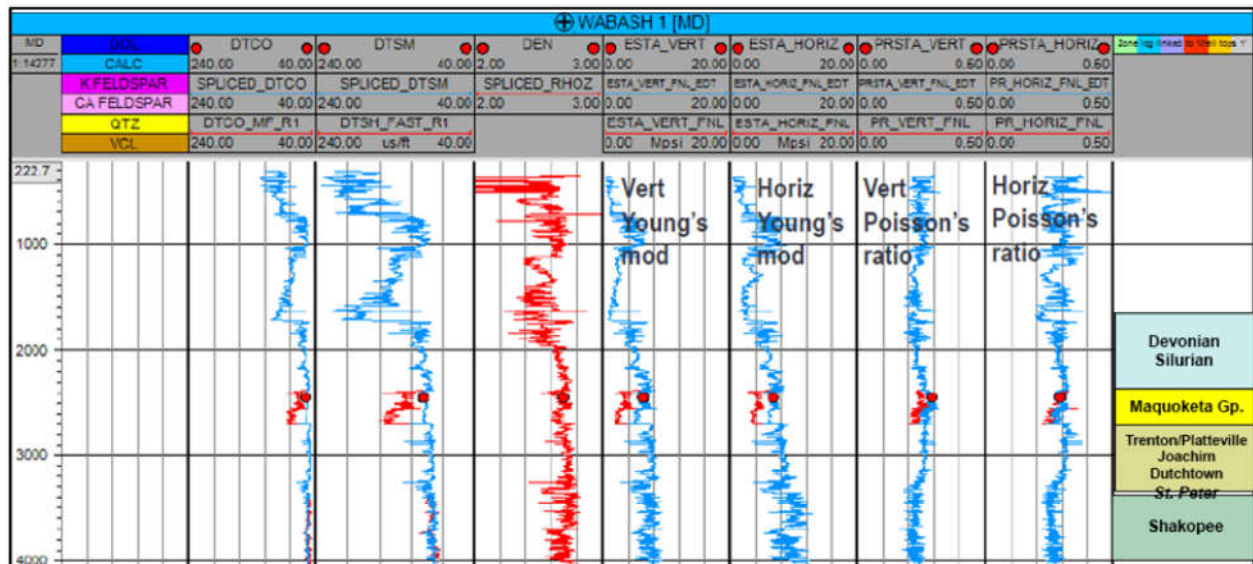 WABASH 1 [MD]
MD DOL DTCO DTSM DEN ESTA_VERT ESTA_HORIZ PRSTA_VERT PRSTA_HORIZ
1:14777 CALC 240.00 40.00 240.00 40.00 2.00 3.00 0.00 20.00 0.00 20.00 0.00 0.50 0.00 0.50
K FELDSPAR SPLICED_DTCO SPLICED_DTSM SPLICED_RHOZ ESTA_VERT_FNL_EDT ESTA_HORIZ_FNL_EDT PRSTA_VERT_FNL_EDT PR_HORIZ_FNL_EDT
CA FELDSPAR 240.00 40.00 240.00 40.00 2.00 3.00 0.00 20.00 0.00 20.00 0.00 0.50 0.00 0.50
QTZ DTCO_MF_R1 DTSH_FAST_R1 ESTA_VERT_FNL ESTA_HORIZ_FNL PR_VERT_FNL PR_HORIZ_FNL
VCL 240.00 40.00 240.00 us/ft 40.00 0.00 Mpsi 20.00 0.00 Mpsi 20.00 0.00 0.50 0.00 0.50
222.7
Vert Young's mod
Horiz Young's mod
Vert Poisson's ratio
Horiz Poisson's ratio
1000
2000
3000
4000
Devonian
Silurian
Maquoketa Gp.
Trenton/Platteville
Joachim
Dutchtown
St. Peter
Shakopee